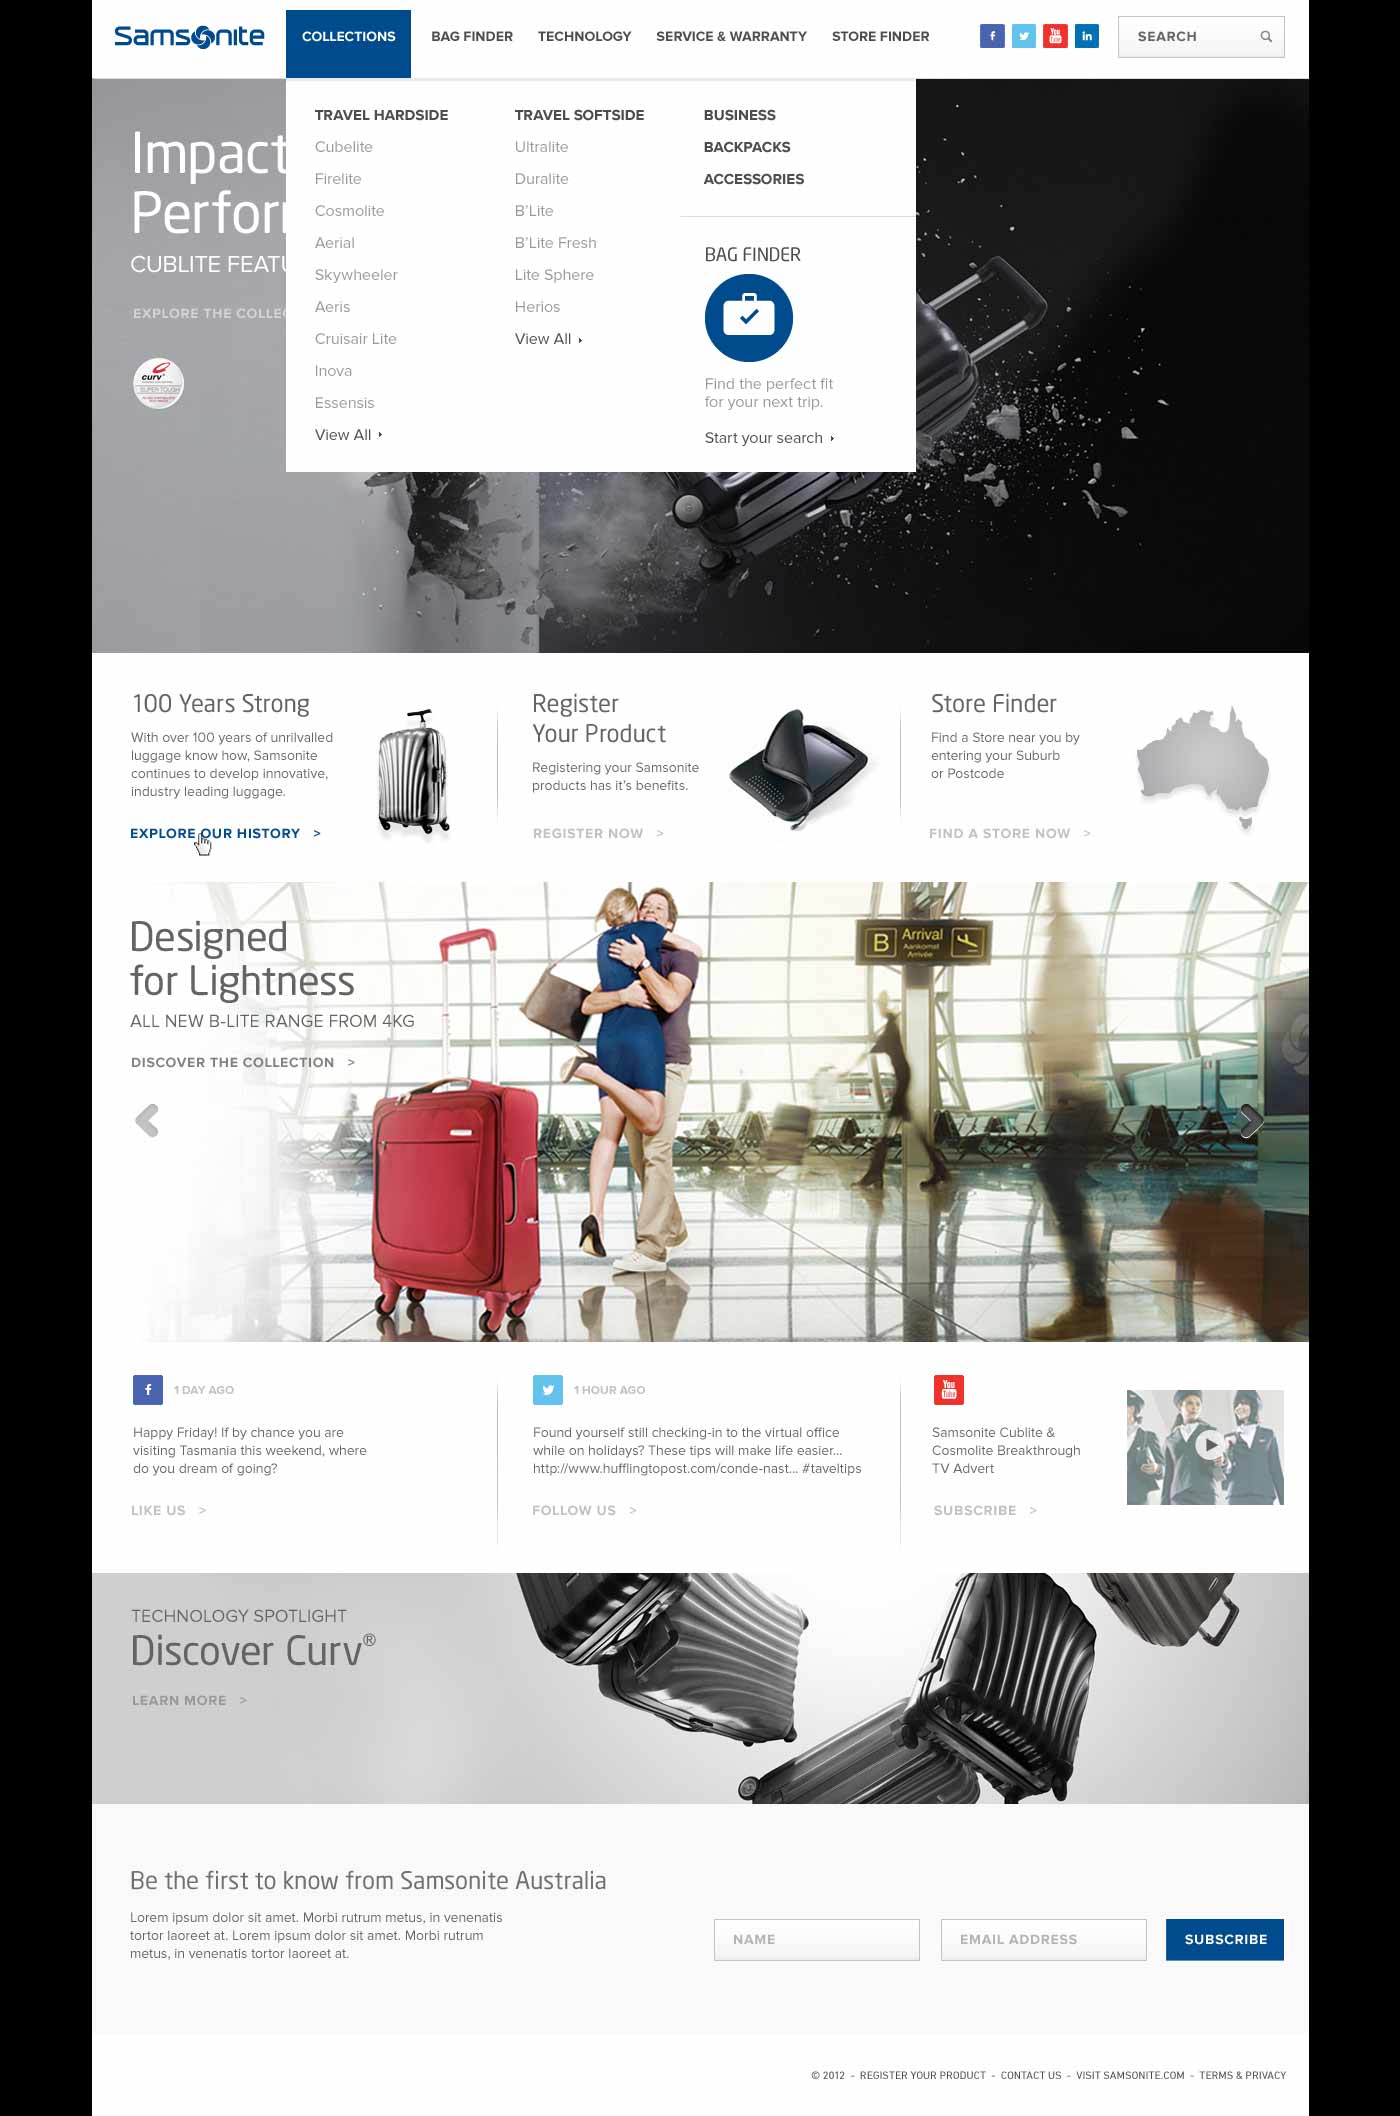 Samsonite
COLLECTIONS
BAG FINDER
TECHNOLOGY
SERVICE & WARRANTY
STORE FINDER
f
You Tube
in
SEARCH
Impact
Perfor
CUBLITE FEATU
EXPLORE THE COLLEC
curv
SUPER TOUGH
TRAVEL HARDSIDE
Cubelite
Firelite
Cosmolite
Aerial
Skywheeler
Aeris
Cruisair Lite
Inova
Essensis
View All
TRAVEL SOFTSIDE
Ultralite
Duralite
B'Lite
B'Lite Fresh
Lite Sphere
Herios
View All
BUSINESS
BACKPACKS
ACCESSORIES
BAG FINDER
Find the perfect fit
for your next trip.
Start your search
100 Years Strong
With over 100 years of unrilvalled
luggage know how, Samsonite
continues to develop innovative,
industry leading luggage.
EXPLORE OUR HISTORY >
Register
Your Product
Registering your Samsonite
products has it's benefits.
REGISTER NOW >
Store Finder
Find a Store near you by
entering your Suburb
or Postcode
FIND A STORE NOW >
Designed
for Lightness
ALL NEW B-LITE RANGE FROM 4KG
DISCOVER THE COLLECTION >
B Arrival
Aankomst
Arrivée
f 1 DAY AGO
Happy Friday! If by chance you are
visiting Tasmania this weekend, where
do you dream of going?
LIKE US >
1 HOUR AGO
Found yourself still checking-in to the virtual office
while on holidays? These tips will make life easier...
http://www.hufflingtopost.com/conde-nast... #taveltips
FOLLOW US >
You Tube
Samsonite Cublite &
Cosmolite Breakthrough
TV Advert
SUBSCRIBE >
TECHNOLOGY SPOTLIGHT
Discover Curv®
LEARN MORE >
Be the first to know from Samsonite Australia
Lorem ipsum dolor sit amet. Morbi rutrum metus, in venenatis
tortor laoreet at. Lorem ipsum dolor sit amet. Morbi rutrum
metus, in venenatis tortor laoreet at.
NAME
EMAIL ADDRESS
SUBSCRIBE
© 2012 - REGISTER YOUR PRODUCT - CONTACT US - VISIT SAMSONITE.COM - TERMS & PRIVACY